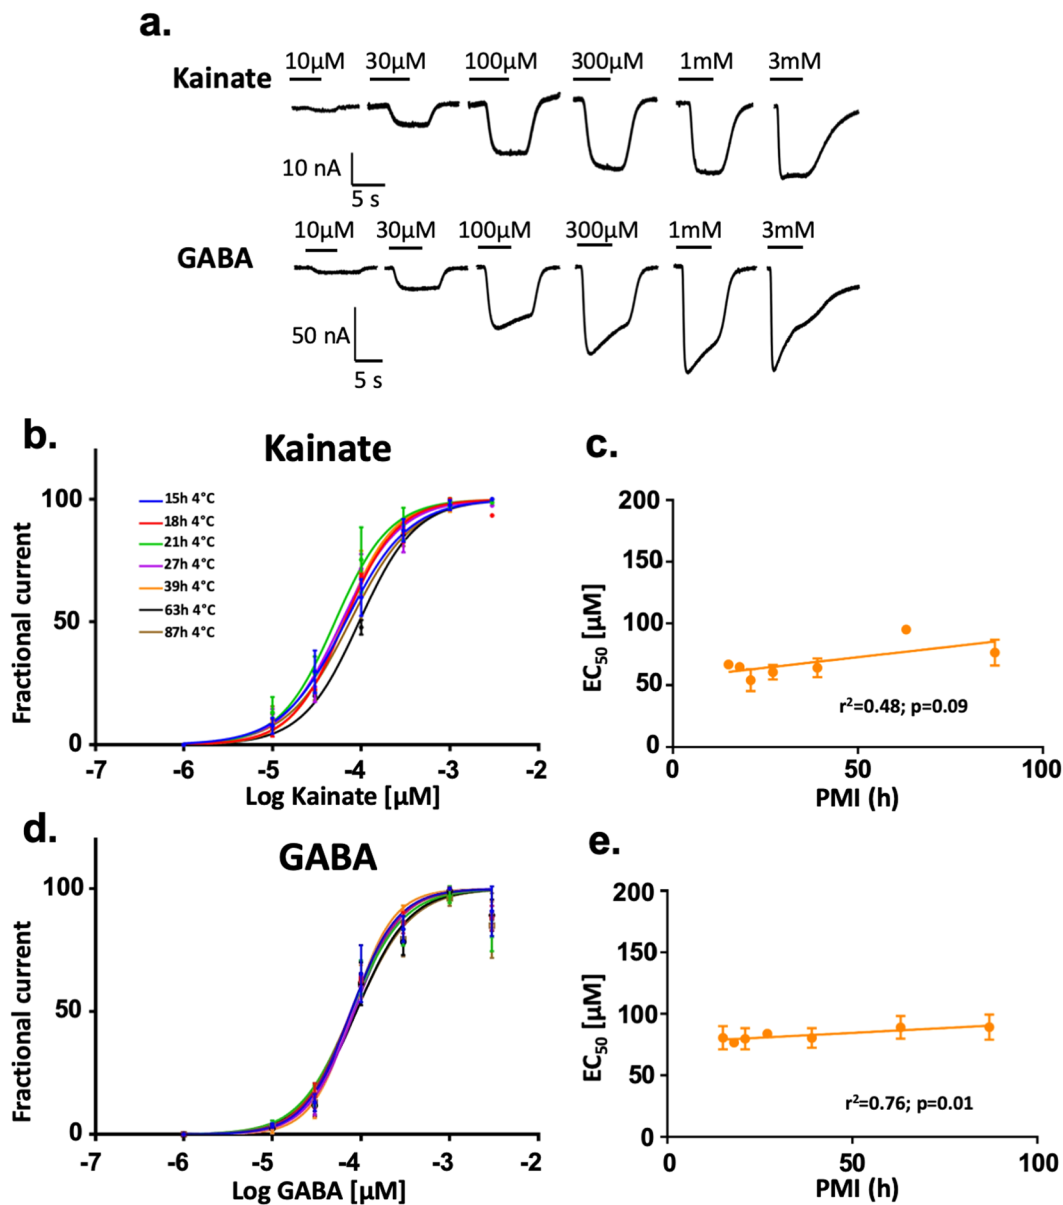 a.
Kainate
10µM 30µM 100µM 300µM 1mM 3mM
10 nA
5 s
GABA
10µM 30µM 100µM 300µM 1mM 3mM
50 nA
5 s
b.
Kainate
Fractional current
100
50
0
15h 4°C
18h 4°C
21h 4°C
27h 4°C
39h 4°C
63h 4°C
87h 4°C
-7 -6 -5 -4 -3 -2
Log Kainate [µM]
c.
EC50 [µM]
200
150
100
50
0
r2=0.48; p=0.09
0 50 100
PMI (h)
d.
GABA
Fractional current
100
50
0
-7 -6 -5 -4 -3 -2
Log GABA [µM]
e.
EC50 [µM]
200
150
100
50
0
r2=0.76; p=0.01
0 50 100
PMI (h)